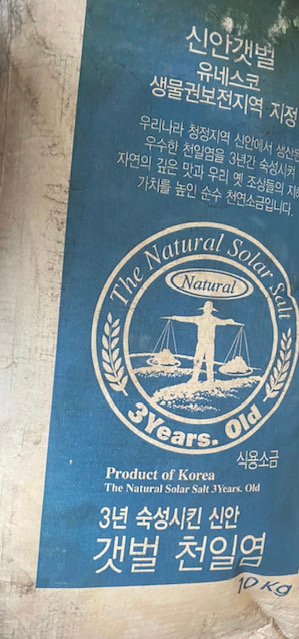 신안갯벌
유네스코
생물권보전지역 지정
우리나라 청정지역 신안에서
우수한 천일염을 3년간 숙성시켜
자연의 깊은 맛과 우리 옛 조상들의
가치를 높인 순수 천연소금입니다.
The Natural Solar Salt
Natural
3Years. Old
식용소금
Product of Korea
The Natural Solar Salt 3Years. Old
3년 숙성시킨 신안
갯벌 천일염
10 Kg